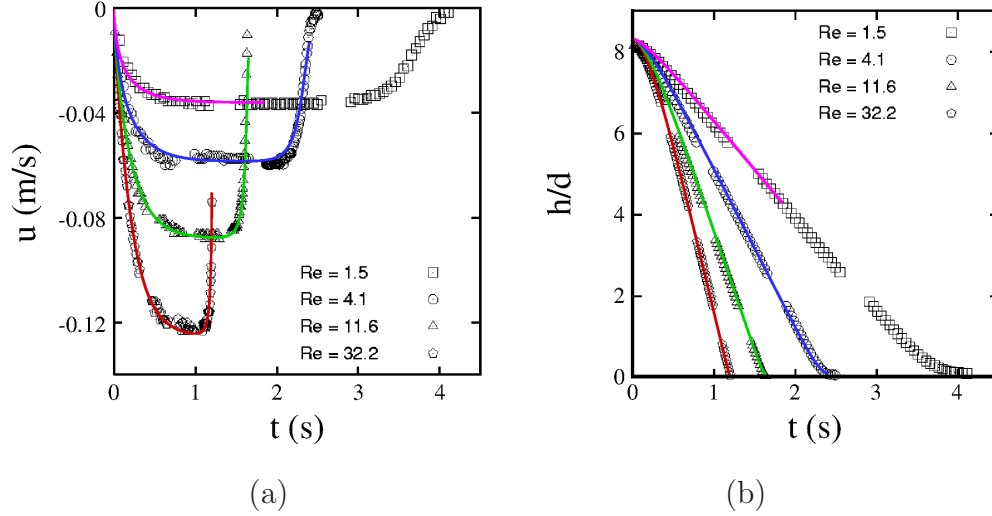 0
-0.04
-0.08
-0.12
u (m/s)
0 1 2 3 4
t (s)
Re = 1.5
Re = 4.1
Re = 11.6
Re = 32.2
(a)
8
6
4
2
0
h/d
0 1 2 3 4
t (s)
Re = 1.5
Re = 4.1
Re = 11.6
Re = 32.2
(b)